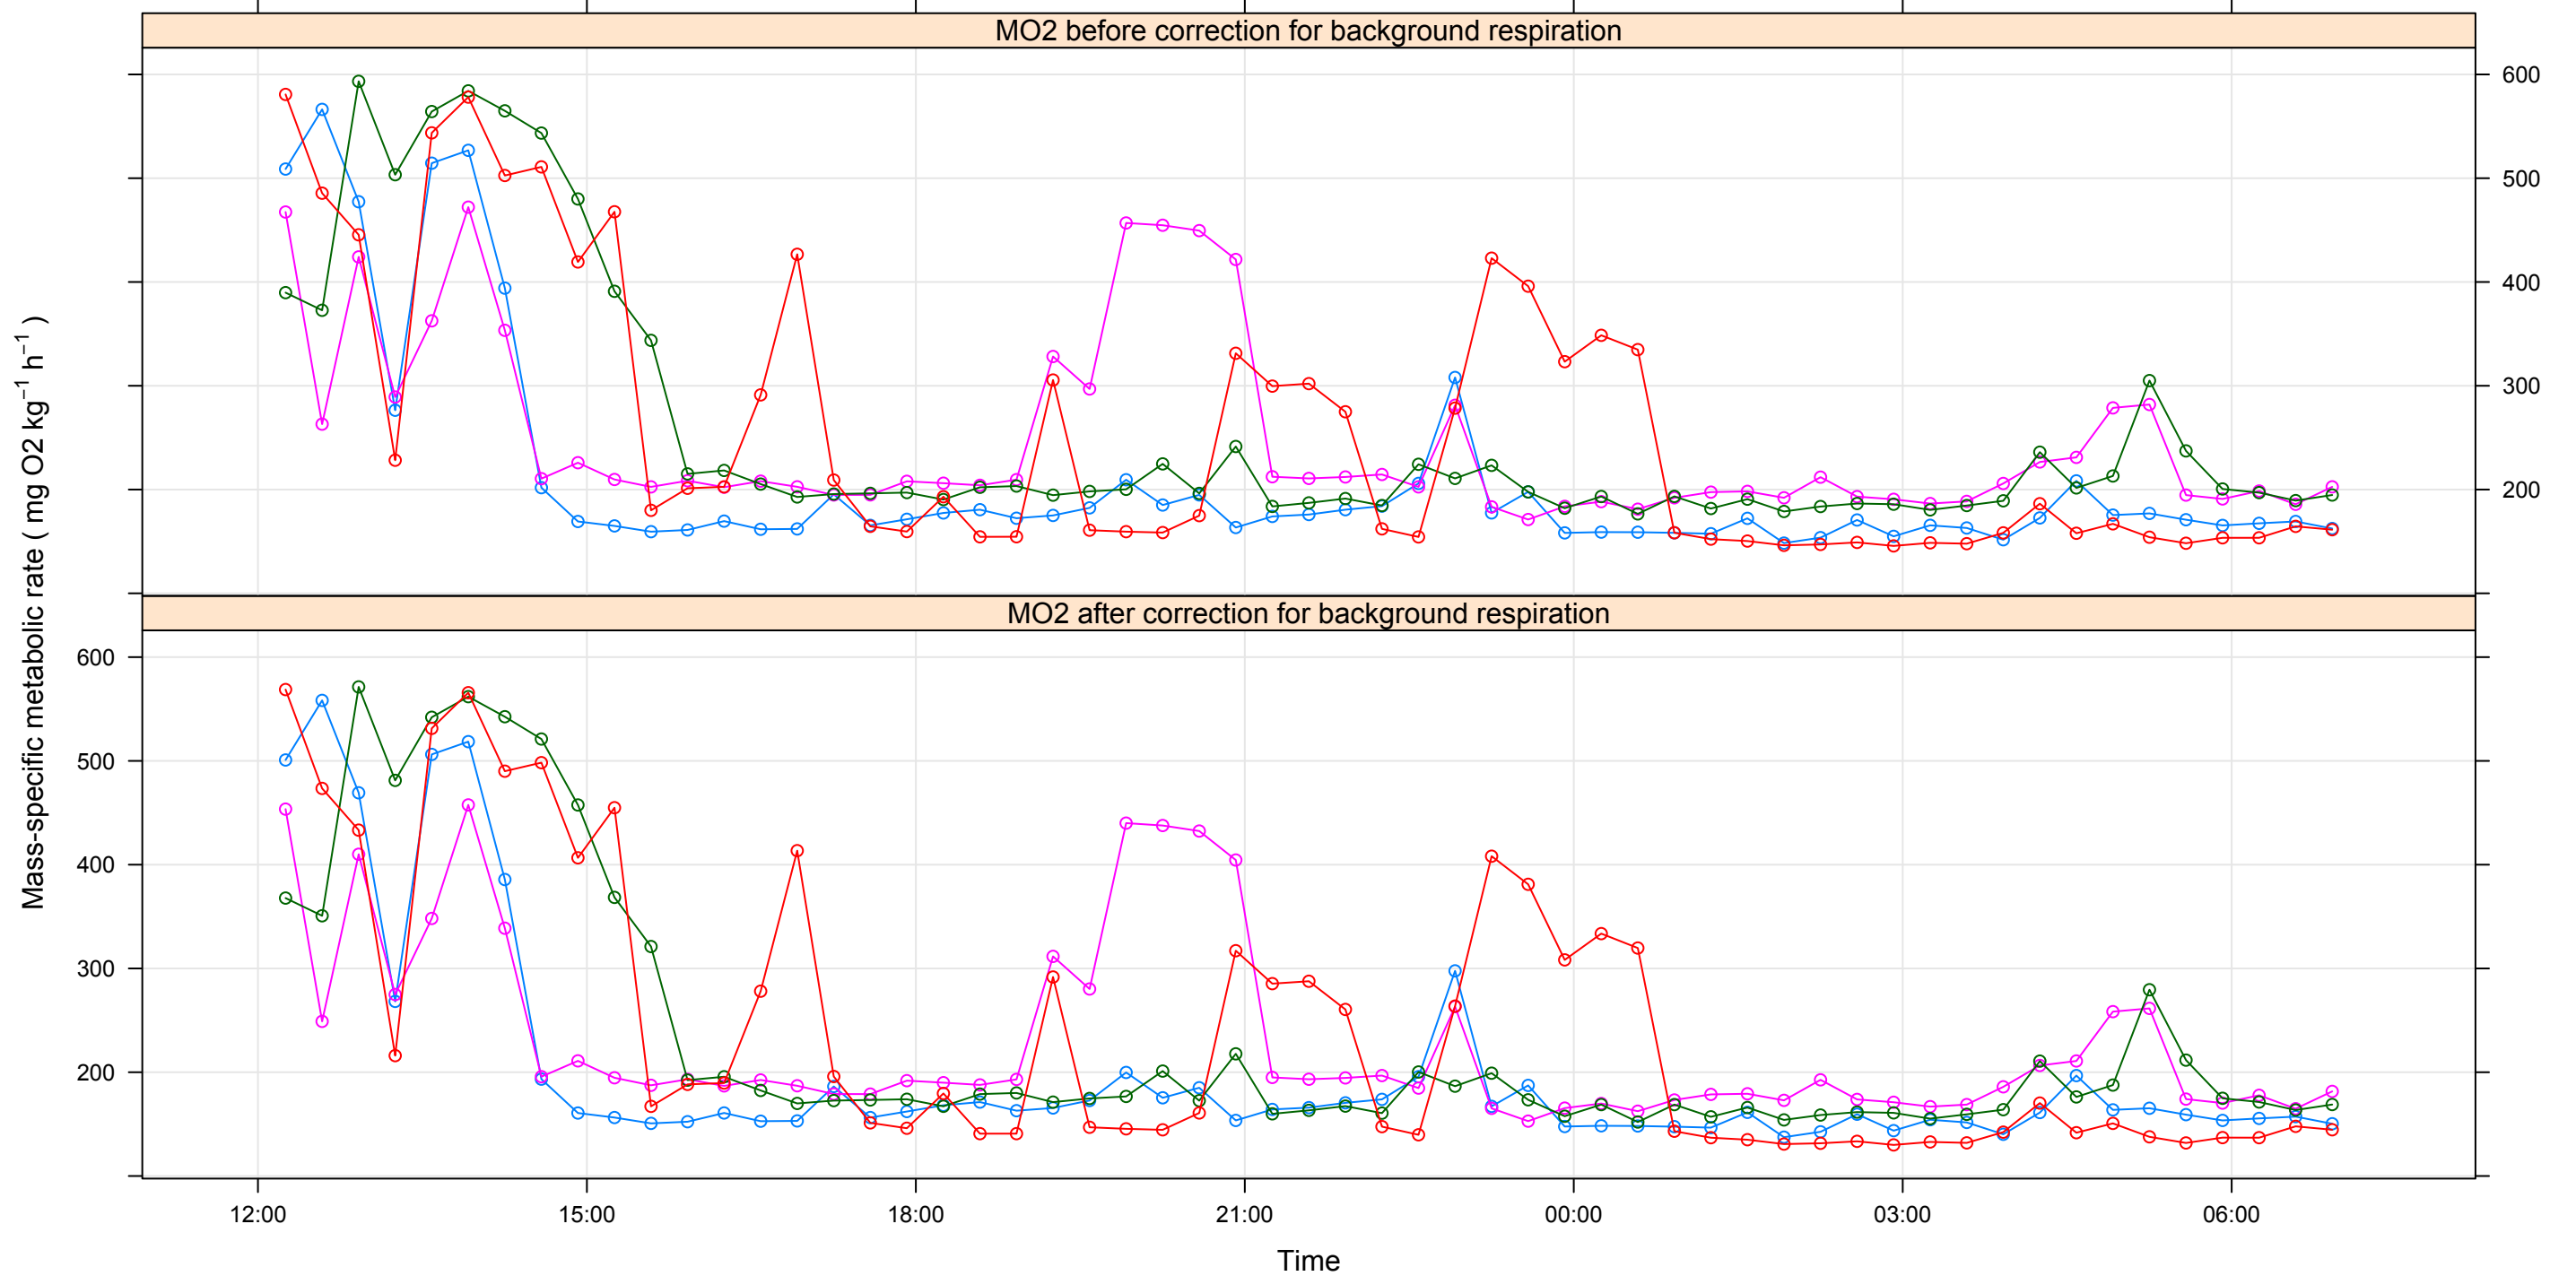 MO2 before correction for background respiration
600
500
400
300
200
MO2 after correction for background respiration
600
500
400
300
200
12:00 15:00 18:00 21:00 00:00 03:00 06:00
Time
Mass-specific metabolic rate ( mg O2 kg⁻¹ h⁻¹ )